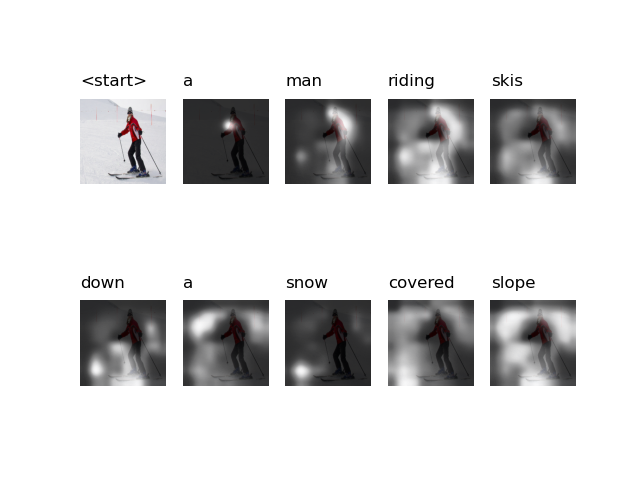 <start> a man riding skis
down a snow covered slope